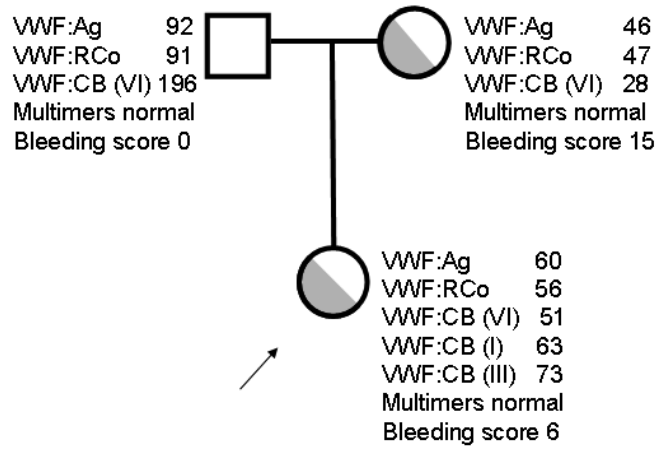 VWF:Ag 92
VWF:RCo 91
VWF:CB (VI) 196
Multimers normal
Bleeding score 0
VWF:Ag 46
VWF:RCo 47
VWF:CB (VI) 28
Multimers normal
Bleeding score 15
VWF:Ag 60
VWF:RCo 56
VWF:CB (VI) 51
VWF:CB (I) 63
VWF:CB (III) 73
Multimers normal
Bleeding score 6